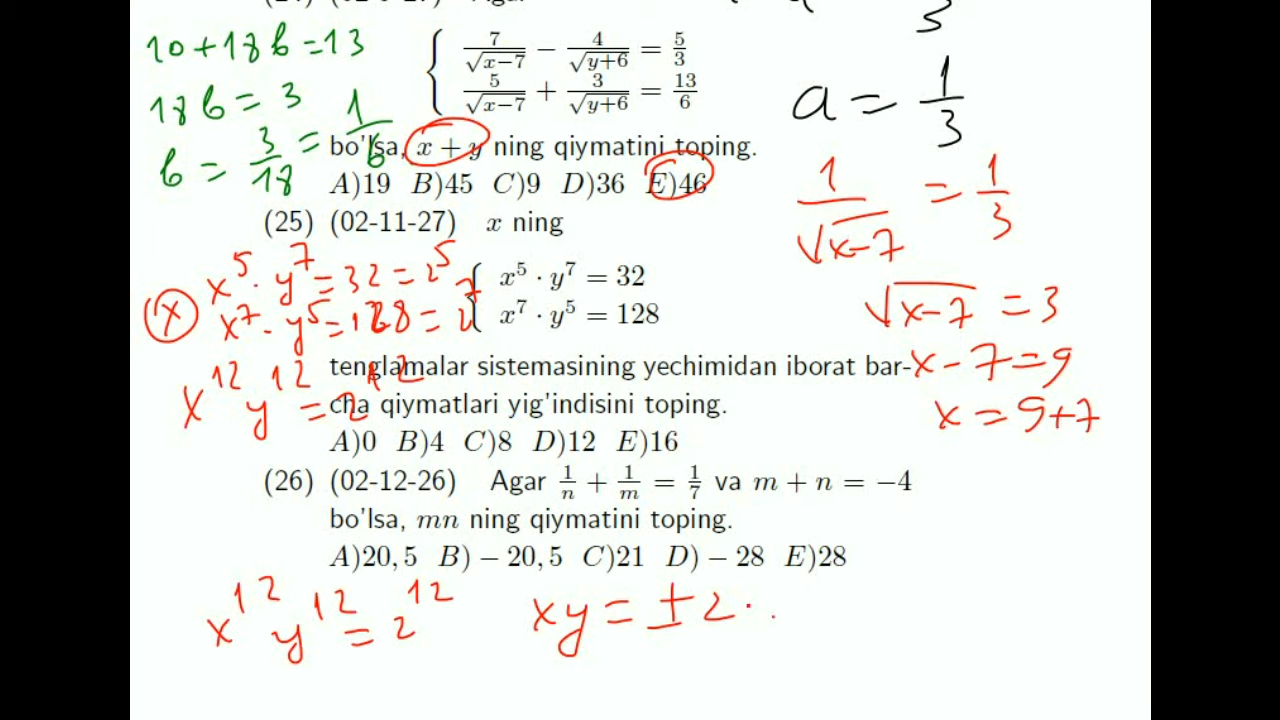 10+18b=13
18b=3
b=3/18=1/6
{ 7/√(x−7) − 4/√(y+6) = 5/3
5/√(x−7) + 3/√(y+6) = 13/6
bo'lsa, x + y ning qiymatini toping.
A)19 B)45 C)9 D)36 E)46
3
a=1/3
1/√(x−7) = 1/3
√(x−7) = 3
x−7=9
x=9+7
(25) (02-11-27) x ning
{ x⁵ · y⁷ = 32
x⁷ · y⁵ = 128
x⁵·y⁷=32=2⁵
x⁷·y⁵=128=2⁷
x¹² y¹² = 2¹²
tenglamalar sistemasining yechimidan iborat bar-
cha qiymatlari yig'indisini toping.
A)0 B)4 C)8 D)12 E)16
(26) (02-12-26) Agar 1/n + 1/m = 1/7 va m + n = −4
bo'lsa, mn ning qiymatini toping.
A)20, 5 B) − 20, 5 C)21 D) − 28 E)28
x¹² y¹² = 2¹² xy=±2.